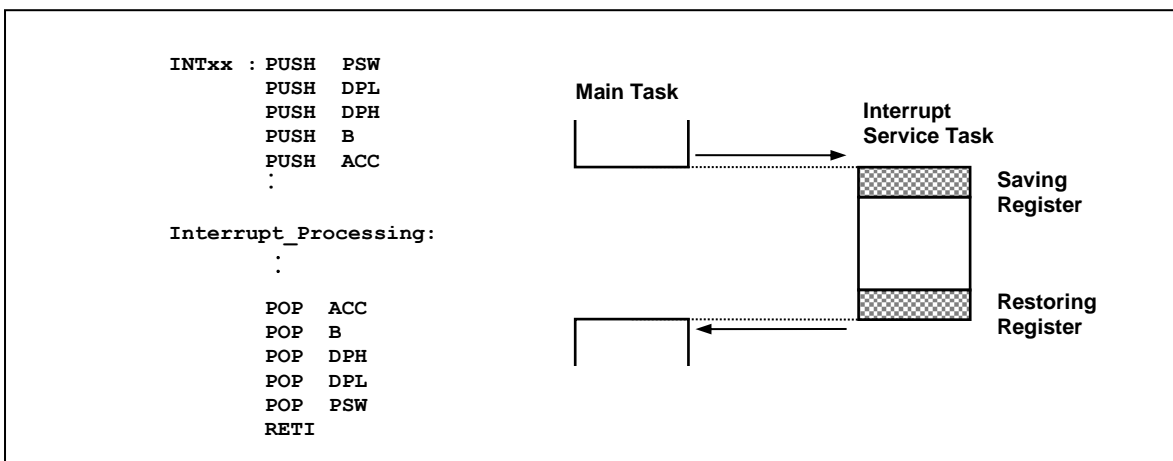 INTxx : PUSH PSW
PUSH DPL
PUSH DPH
PUSH B
PUSH ACC
:
Interrupt_Processing:
:
:
POP ACC
POP B
POP DPH
POP DPL
POP PSW
RETI
Main Task
Interrupt
Service Task
Saving
Register
Restoring
Register